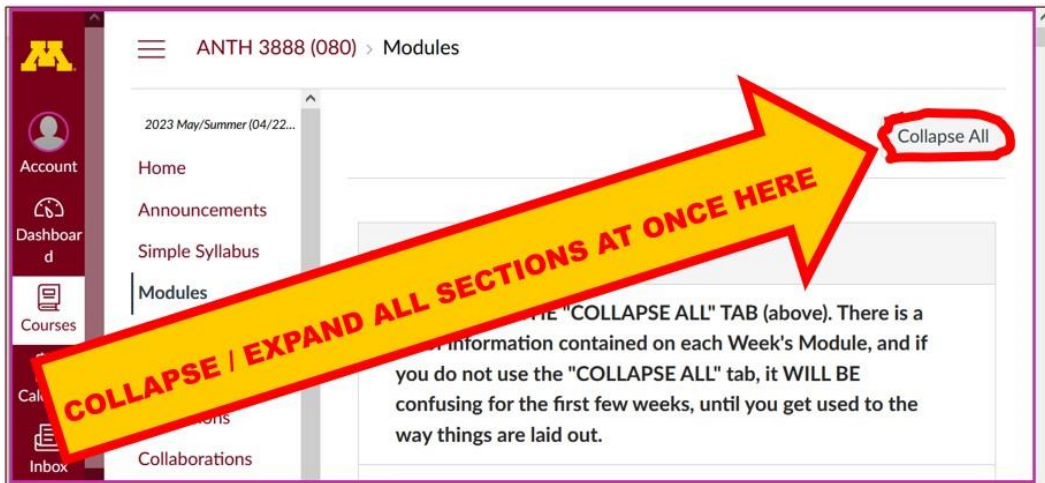 M
ANTH 3888 (080) > Modules
2023 May/Summer (04/22...
Collapse All
Account
Home
Dashboar
d
Announcements
Simple Syllabus
Courses
Modules
COLLAPSE / EXPAND ALL SECTIONS AT ONCE HERE
"COLLAPSE ALL" TAB (above). There is a
information contained on each Week's Module, and if
you do not use the "COLLAPSE ALL" tab, it WILL BE
confusing for the first few weeks, until you get used to the
way things are laid out.
Collaborations
Inbox